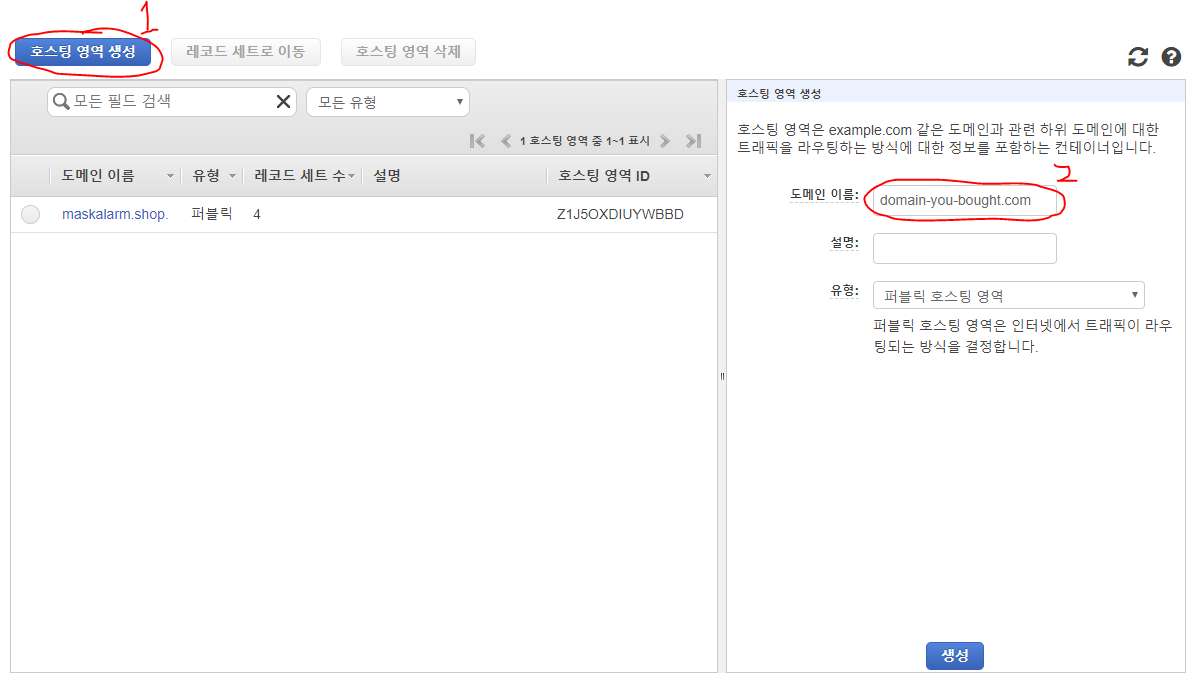 1
호스팅 영역 생성 레코드 세트로 이동 호스팅 영역 삭제
모든 필드 검색 모든 유형
1 호스팅 영역 중 1~1 표시
도메인 이름 유형 레코드 세트 수 설명 호스팅 영역 ID
maskalarm.shop. 퍼블릭 4 Z1J5OXDIUYWBBD
호스팅 영역 생성
호스팅 영역은 example.com 같은 도메인과 관련 하위 도메인에 대한
트래픽을 라우팅하는 방식에 대한 정보를 포함하는 컨테이너입니다.
2
도메인 이름: domain-you-bought.com
설명:
유형: 퍼블릭 호스팅 영역
퍼블릭 호스팅 영역은 인터넷에서 트래픽이 라우
팅되는 방식을 결정합니다.
생성